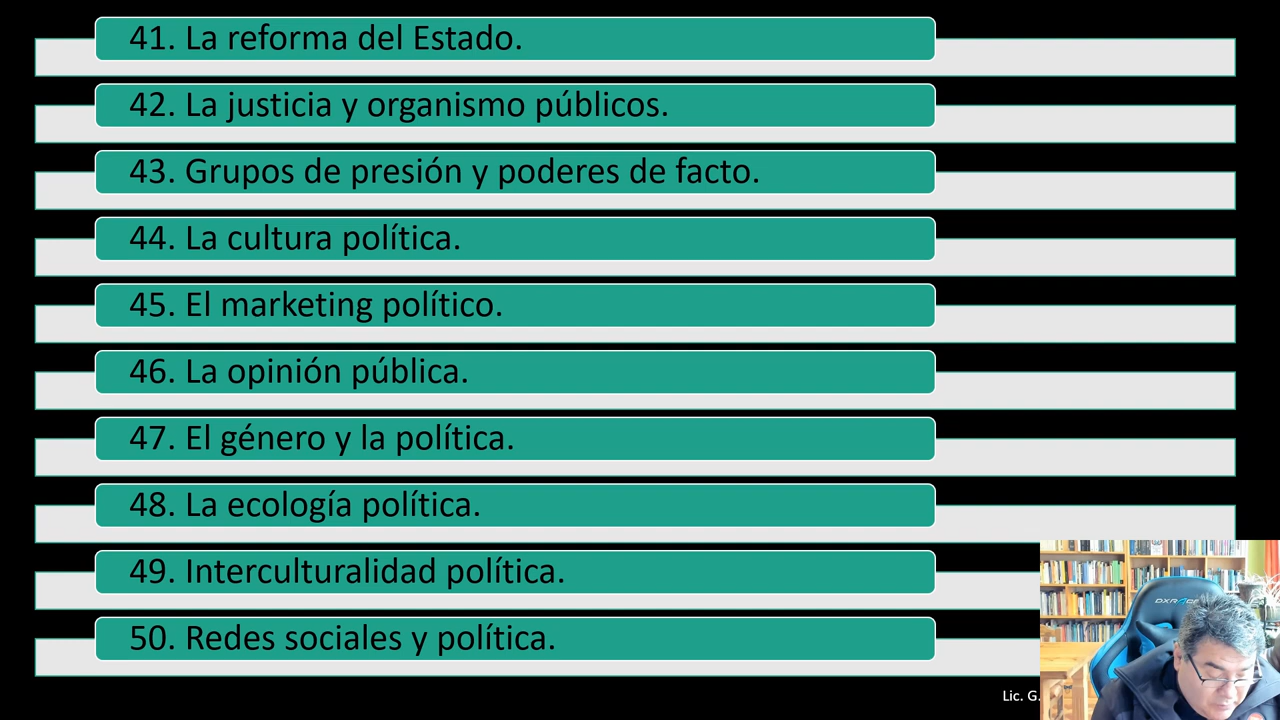 41. La reforma del Estado.
42. La justicia y organismo públicos.
43. Grupos de presión y poderes de facto.
44. La cultura política.
45. El marketing político.
46. La opinión pública.
47. El género y la política.
48. La ecología política.
49. Interculturalidad política.
50. Redes sociales y política.
Lic. G.